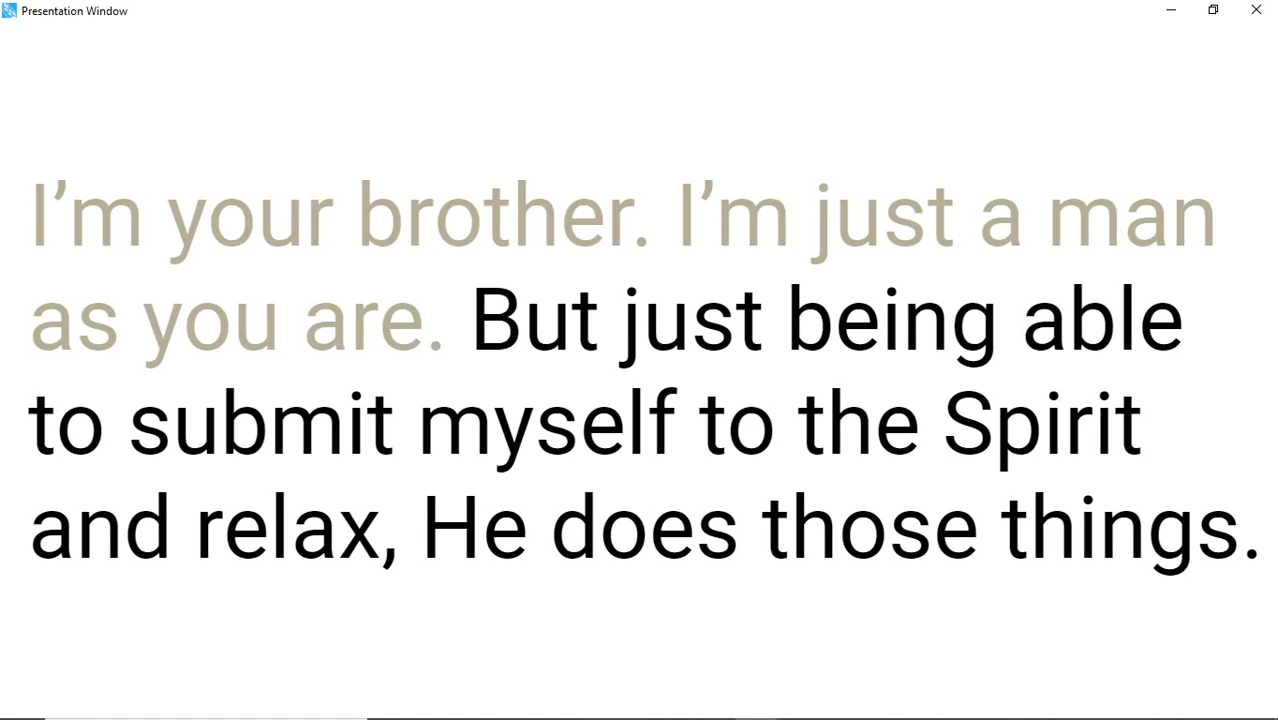 Presentation Window
I’m your brother. I’m just a man
as you are. But just being able
to submit myself to the Spirit
and relax, He does those things.